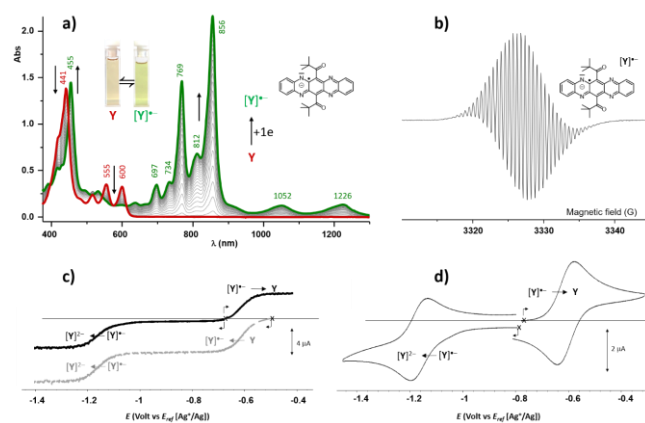 a)
Abs
2.0
1.5
1.0
0.5
0.0
441
455
555
600
697
734
769
812
856
1052
1226
Y
[Y]•−
[Y]•−
+1e
Y
400
600
800
1000
1200
λ (nm)
b)
[Y]•−
Magnetic field (G)
3320
3330
3340
c)
[Y]•− Y
[Y]2− [Y]•−
[Y]•− Y
[Y]2− [Y]•−
x
4 μA
-1.4
-1.2
-1.0
-0.8
-0.6
-0.4
E (Volt vs Eref [Ag+/Ag])
d)
[Y]•− Y
[Y]2− [Y]•−
x
x
2 μA
-1.4
-1.2
-1.0
-0.8
-0.6
E (Volt vs Eref [Ag+/Ag])